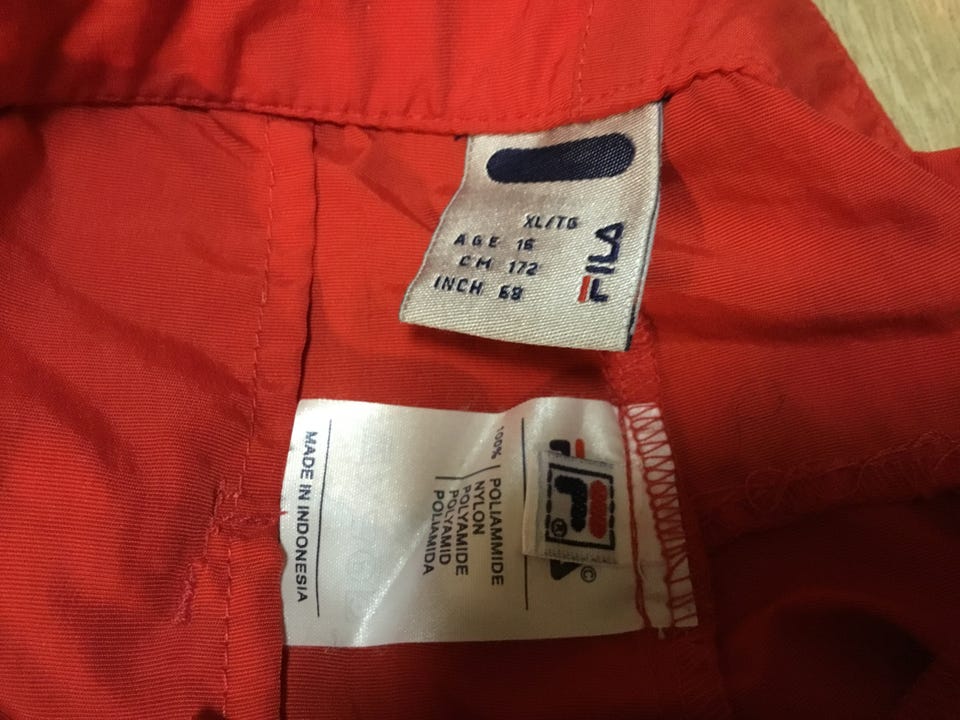 XL/TG
AGE 16
CM 172
INCH 68
FILA
100% POLIAMMIDE
NYLON
POLYAMIDE
POLYAMID
POLIAMIDA
MADE IN INDONESIA
F
®
©